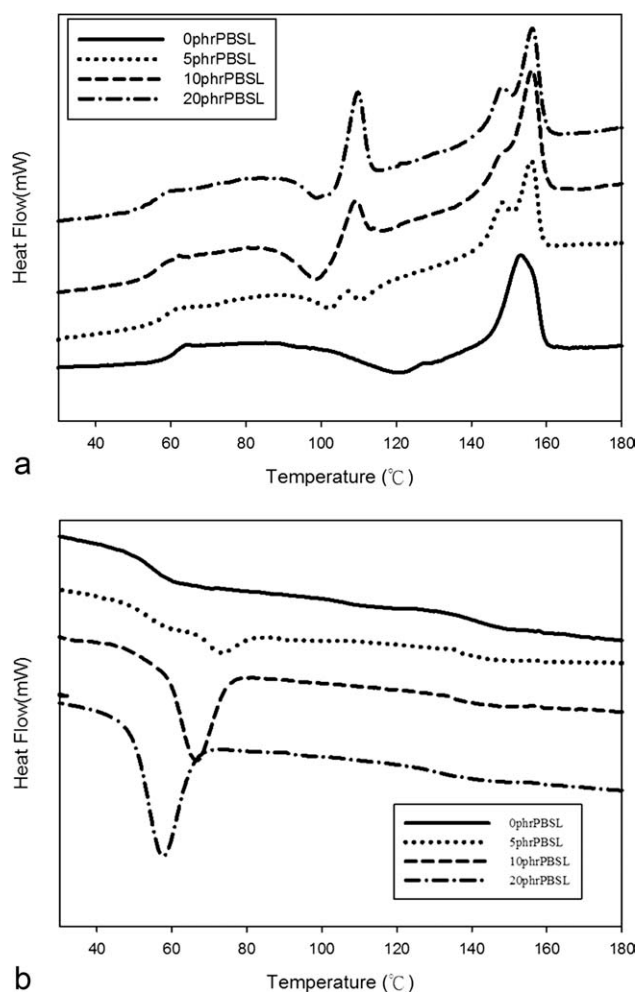 0phrPBSL
5phrPBSL
10phrPBSL
20phrPBSL
Heat Flow(mW)
40 60 80 100 120 140 160 180
a
Temperature (℃)
Heat Flow(mW)
0phrPBSL
5phrPBSL
10phrPBSL
20phrPBSL
40 60 80 100 120 140 160 180
b
Temperature (℃)